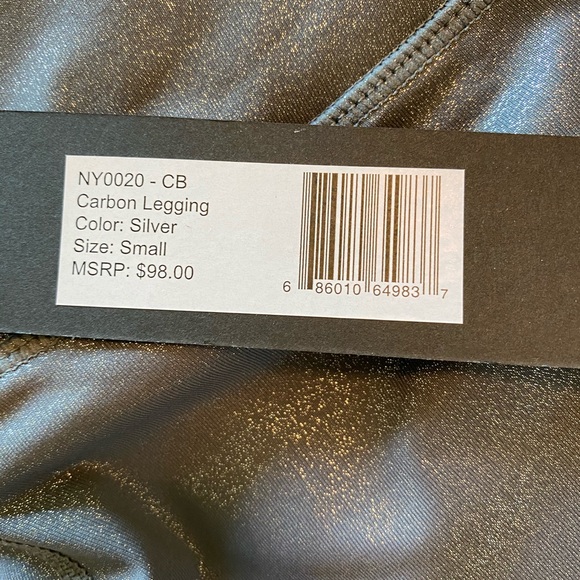 NY0020 - CB
Carbon Legging
Color: Silver
Size: Small
MSRP: $98.00
6 86010 64983 7